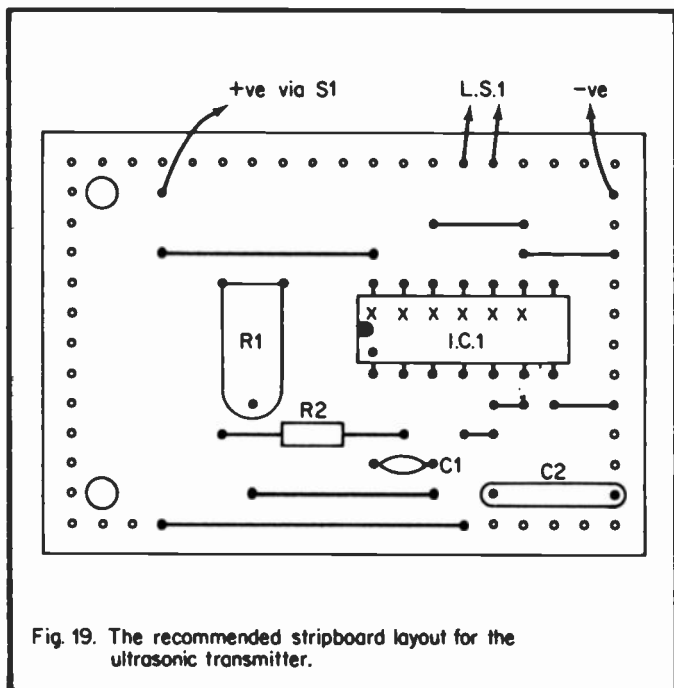 +ve via S1
L.S.1
-ve
x x x x x x
R1
I.C.1
R2
C1
C2
Fig. 19. The recommended stripboard layout for the
ultrasonic transmitter.